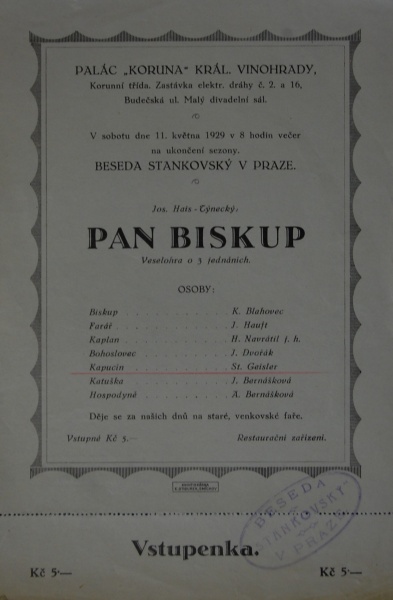 PALÁC „KORUNA“ KRÁL. VINOHRADY,
Korunní třída. Zastávka elektr. dráhy č. 2. a 16,
Budečská ul. Malý divadelní sál.
V sobotu dne 11. května 1929 v 8 hodin večer
na ukončení sezony.
BESEDA STANKOVSKÝ V PRAZE.
Jos. Hais-Týnecký:
PAN BISKUP
Veselohra o 3 jednáních.
OSOBY:
Biskup . . . . . . . . . . K. Blahovec
Farář . . . . . . . . . . J. Hauft
Kaplan . . . . . . . . . . H. Navrátil j. h.
Bohoslovec . . . . . . . . . . J. Dvořák
Kapucín . . . . . . . . . . St. Geisler
Katuška . . . . . . . . . . J. Bernášková
Hospodyně . . . . . . . . . . A. Bernášková
Děje se za našich dnů na staré, venkovské faře.
Vstupné Kč 5.— Restaurační zařízení.
BESEDA
„STANKOVSKÝ“
V PRAZE
Vstupenka.
Kč 5·— Kč 5·—